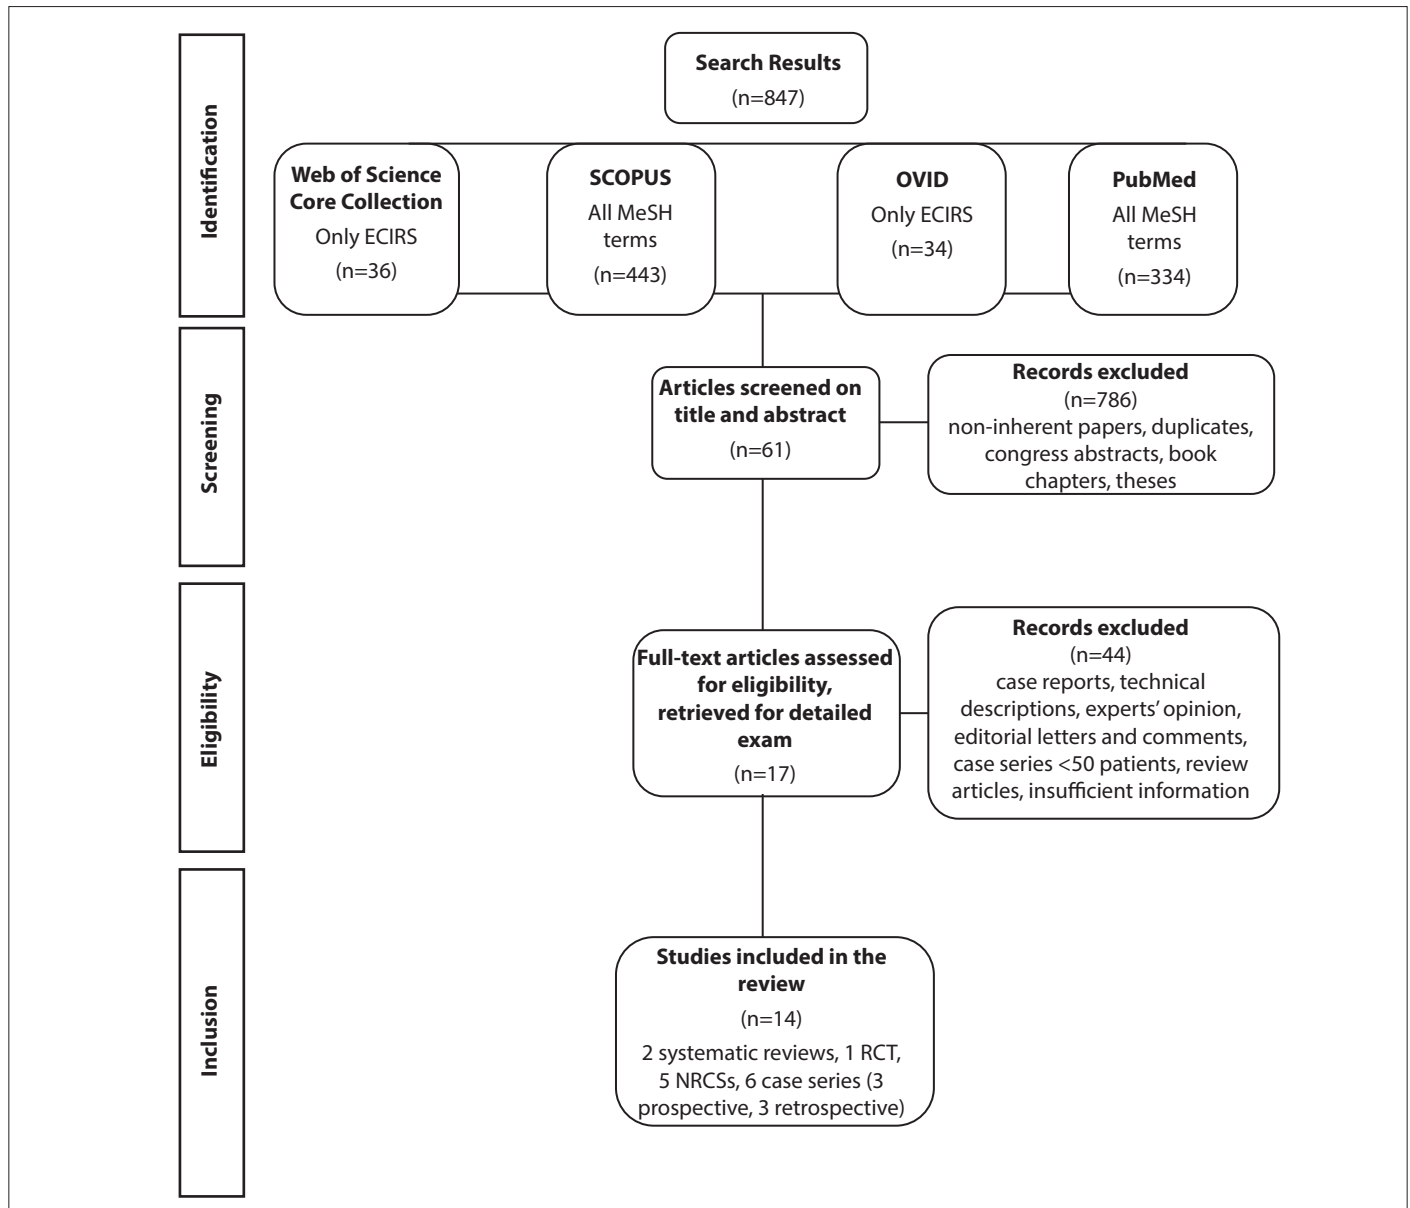 Identification
Search Results
(n=847)
Web of Science
Core Collection
Only ECIRS
(n=36)
SCOPUS
All MeSH
terms
(n=443)
OVID
Only ECIRS
(n=34)
PubMed
All MeSH
terms
(n=334)
Screening
Articles screened on
title and abstract
(n=61)
Records excluded
(n=786)
non-inherent papers, duplicates,
congress abstracts, book
chapters, theses
Eligibility
Full-text articles assessed
for eligibility,
retrieved for detailed
exam
(n=17)
Records excluded
(n=44)
case reports, technical
descriptions, experts’ opinion,
editorial letters and comments,
case series <50 patients, review
articles, insufficient information
Inclusion
Studies included in the
review
(n=14)
2 systematic reviews, 1 RCT,
5 NRCSs, 6 case series (3
prospective, 3 retrospective)